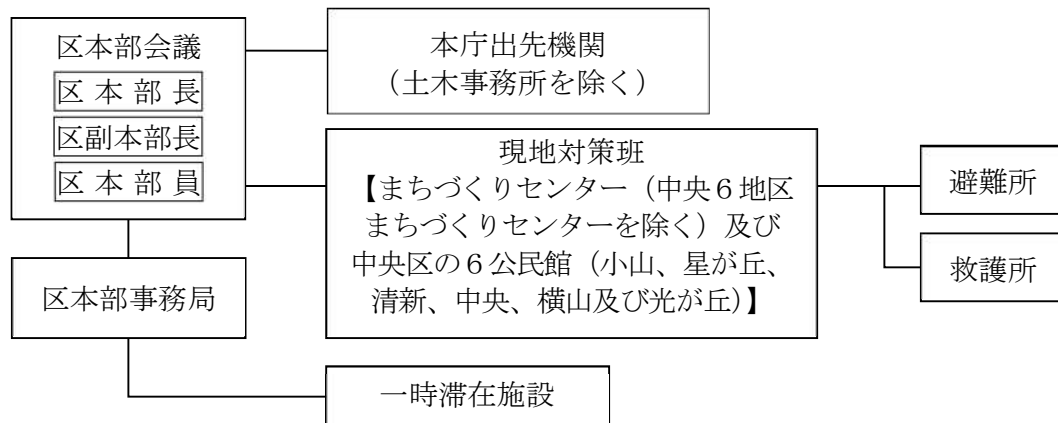 区本部会議
区本部長
区副本部長
区本部員
本庁出先機関
（土木事務所を除く）
現地対策班
【まちづくりセンター（中央６地区
まちづくりセンターを除く）及び
中央区の６公民館（小山、星が丘、
清新、中央、横山及び光が丘）】
避難所
救護所
区本部事務局
一時滞在施設